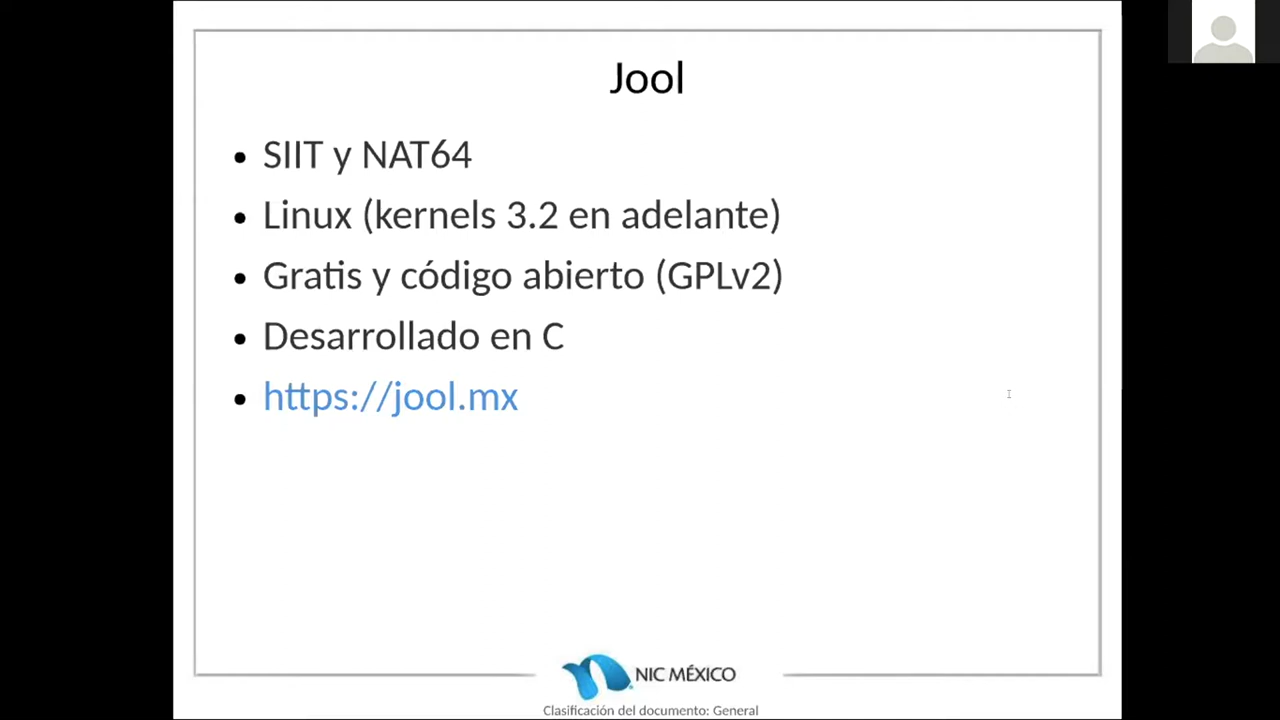 Jool
• SIIT y NAT64
• Linux (kernels 3.2 en adelante)
• Gratis y código abierto (GPLv2)
• Desarrollado en C
• https://jool.mx
NIC MÉXICO
Clasificación del documento: General